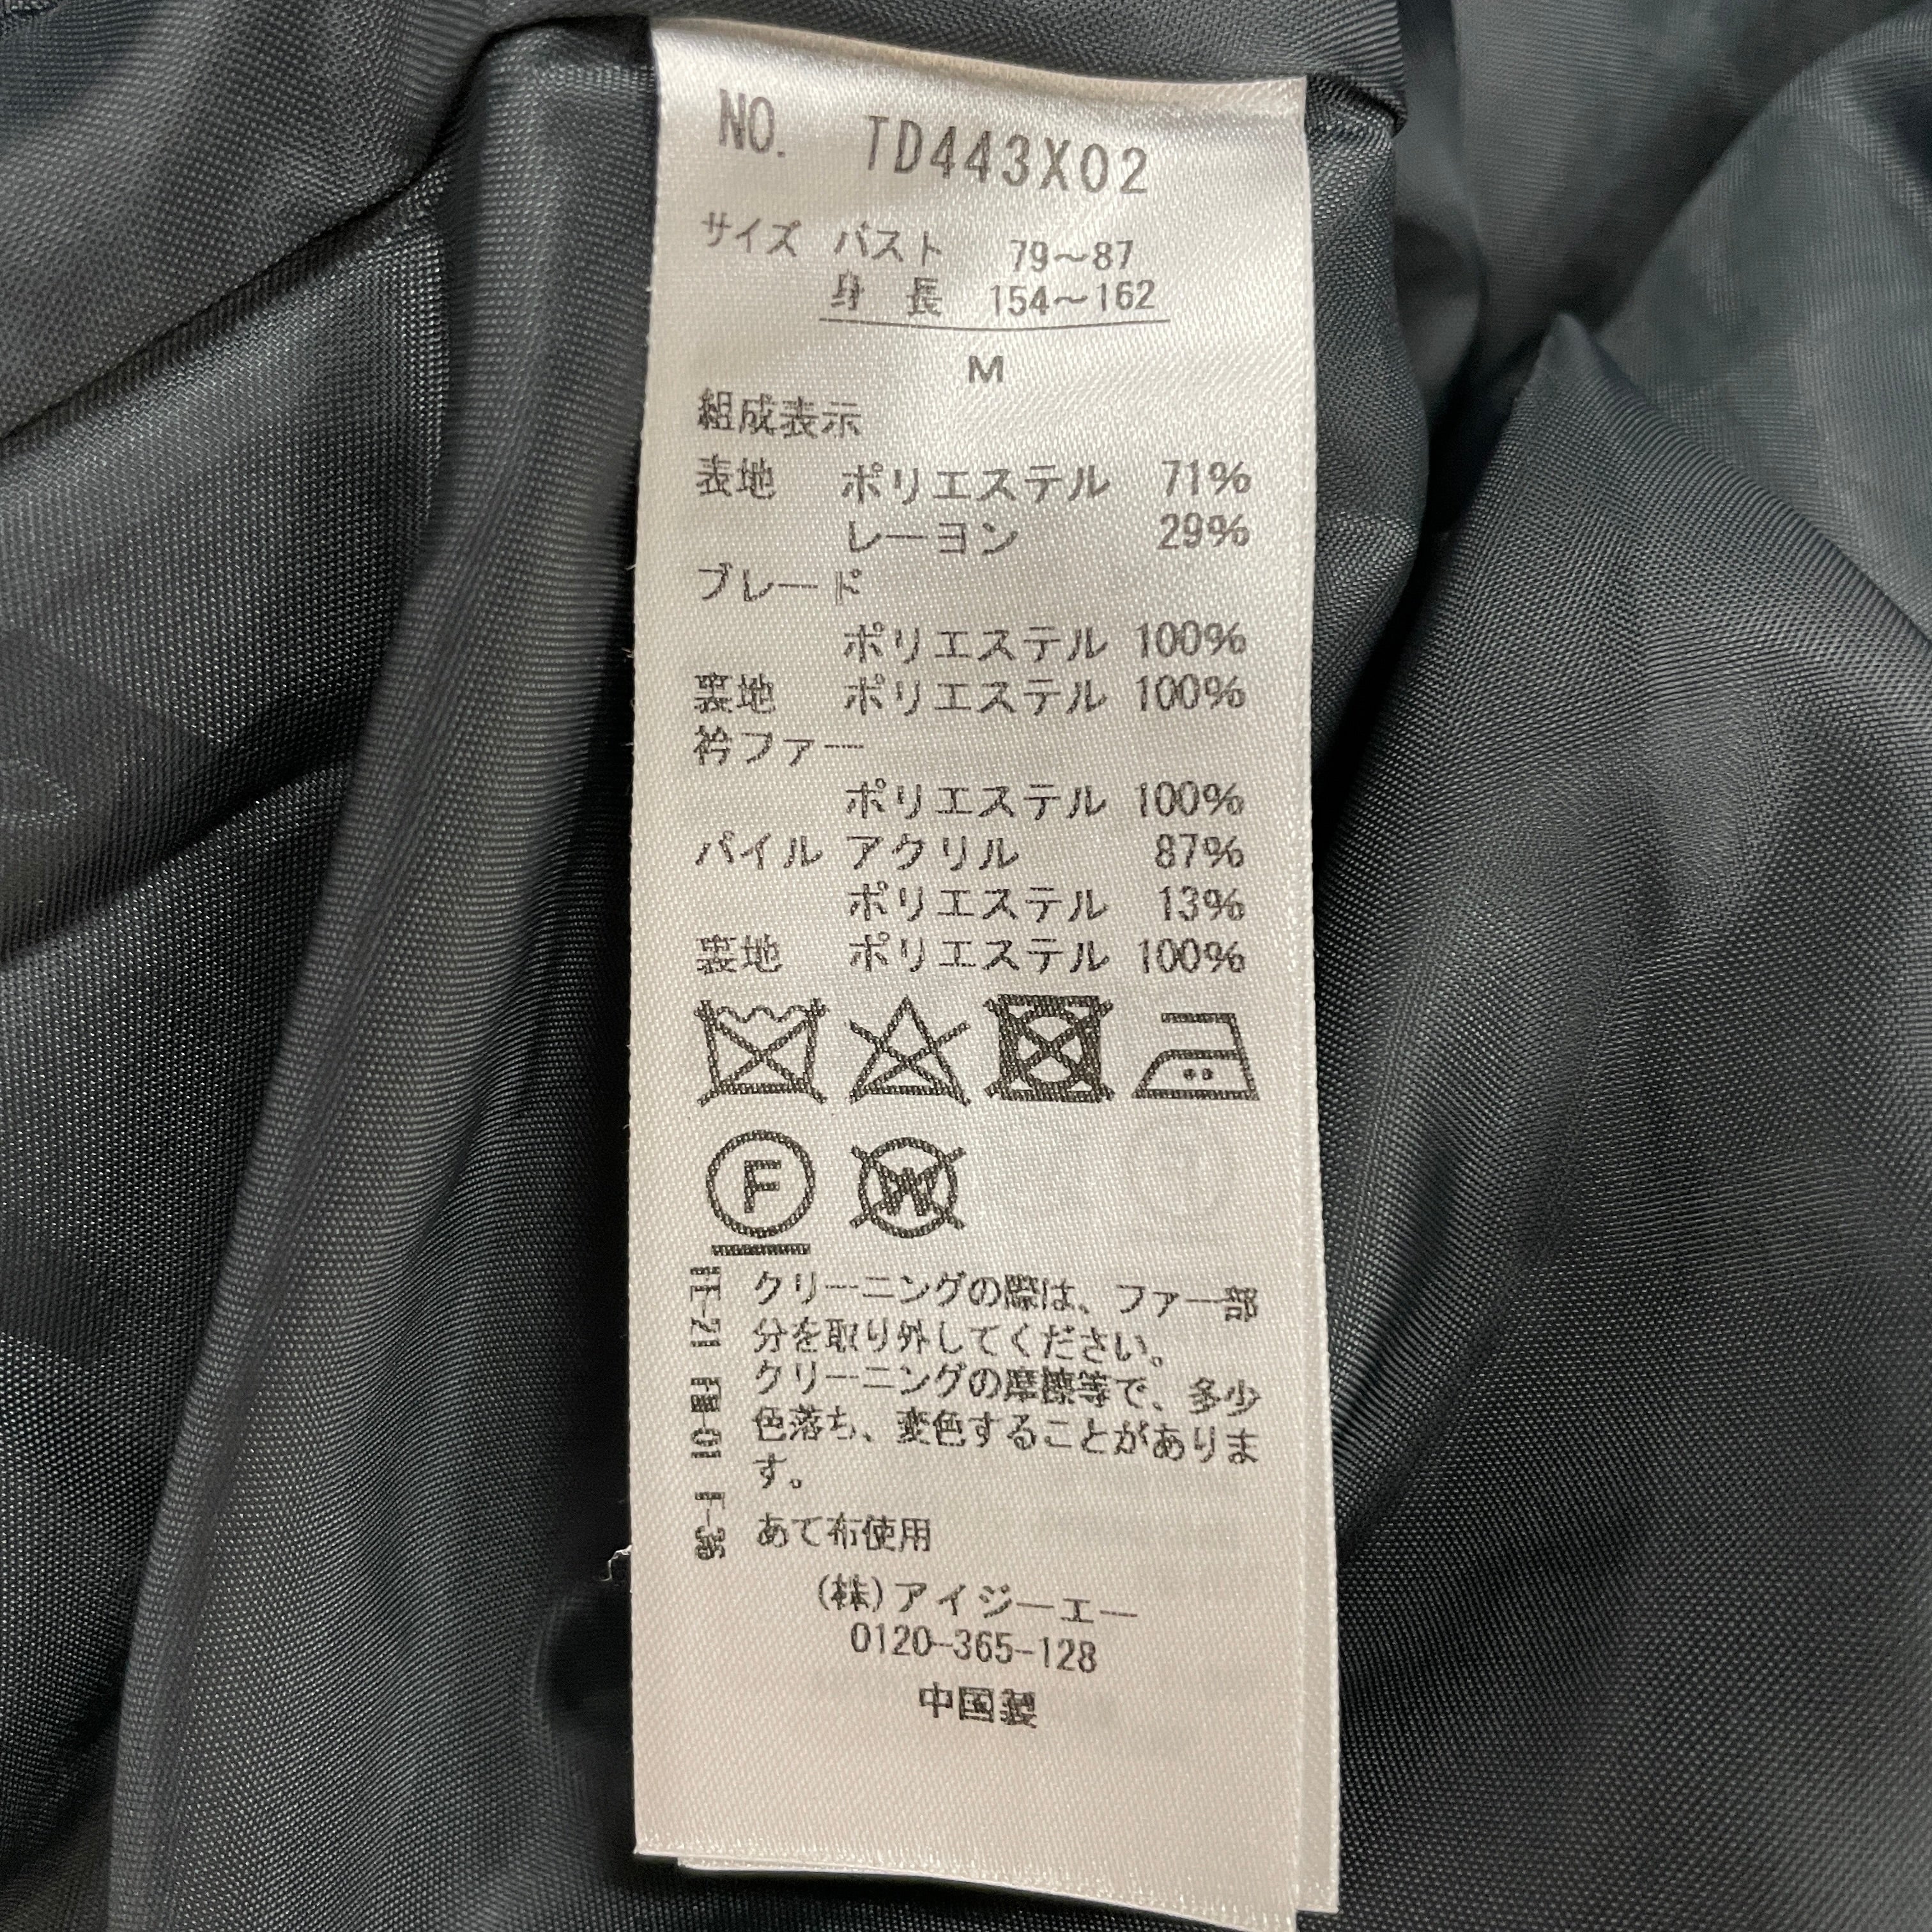 NO. TD443X02
サイズ バスト 79～87
身 長 154～162
M
組成表示
表地 ポリエステル 71%
レーヨン 29%
ブレード
ポリエステル 100%
裏地 ポリエステル 100%
衿ファー
ポリエステル 100%
パイル アクリル 87%
ポリエステル 13%
裏地 ポリエステル 100%
F W
クリーニングの際は、ファー部
分を取り外してください。
クリーニングの摩擦等で、多少
色落ち、変色することがありま
す。
あて布使用
(株)アイジーエー
0120-365-128
中国製